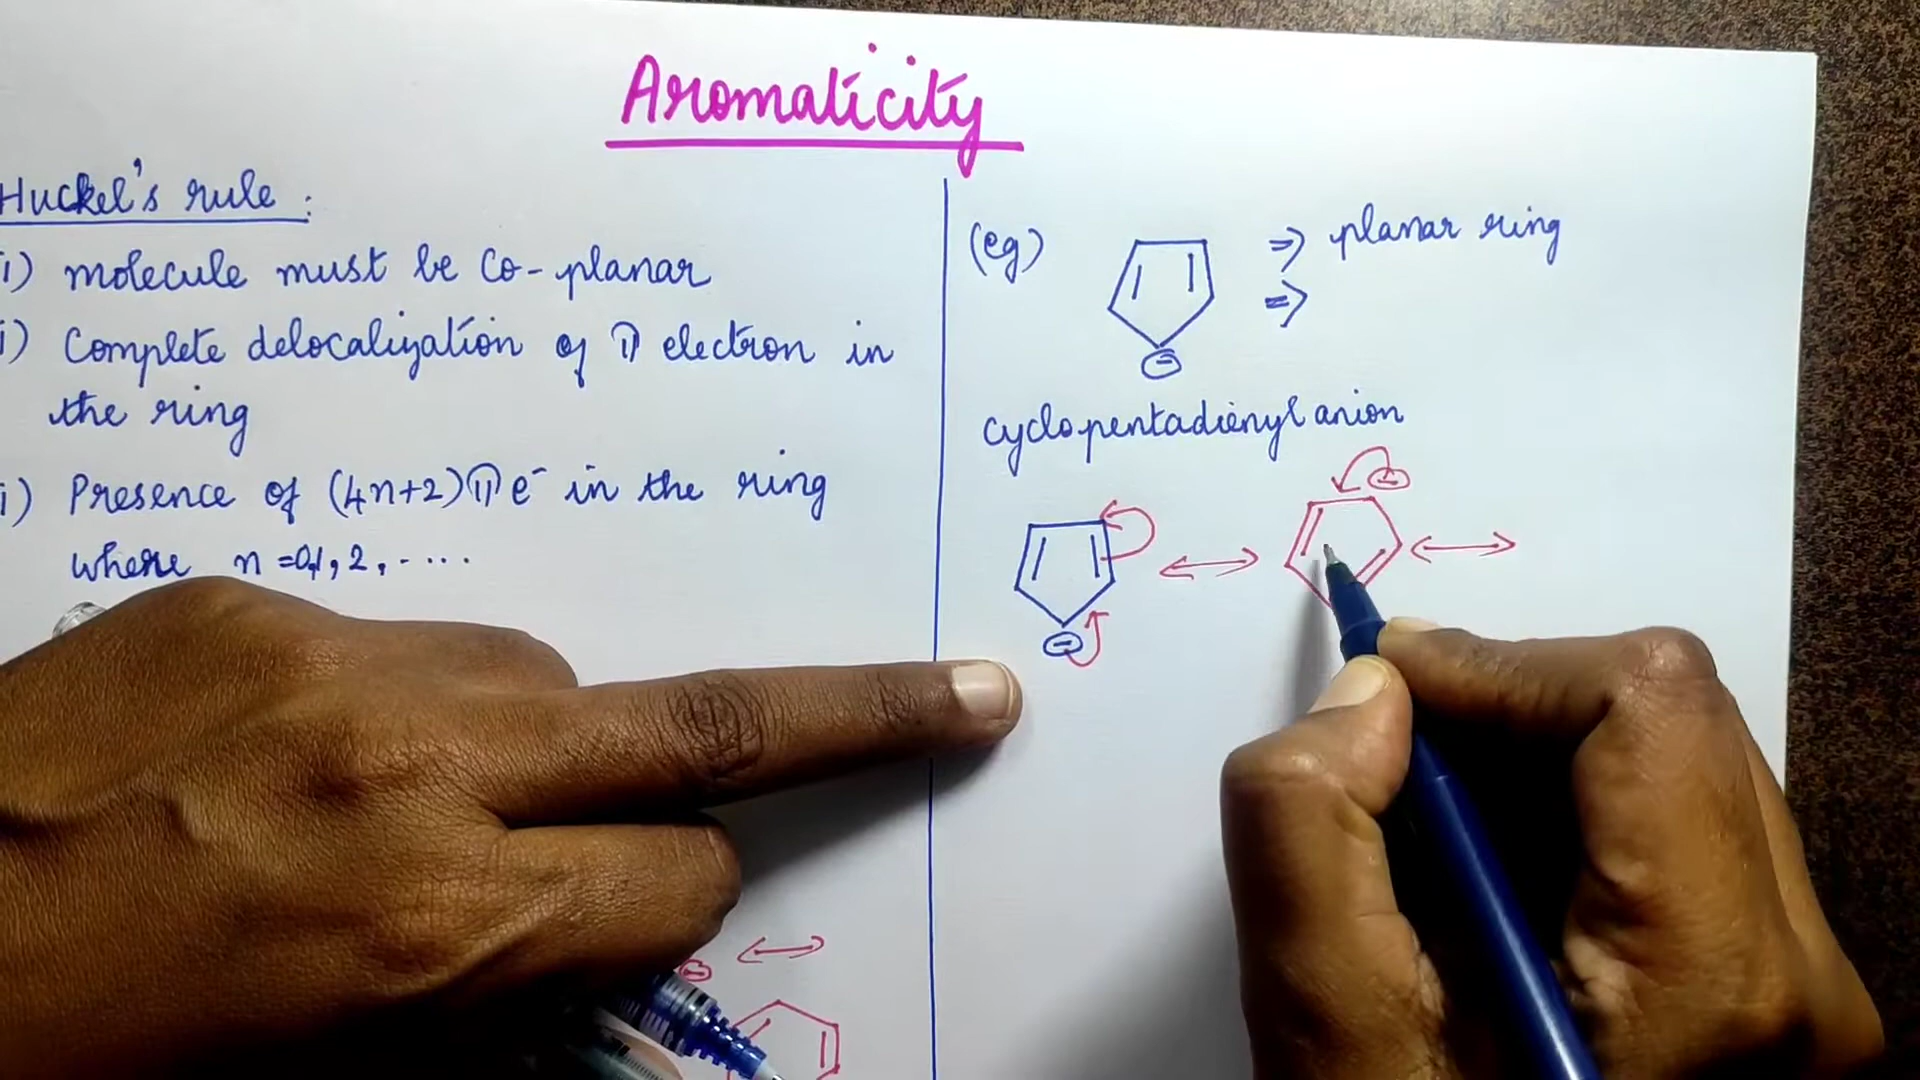 Aromaticity
Huckel's rule :
i) molecule must be Co-planar
i) Complete delocalization of π electron in
the ring
i) Presence of (4n+2)π e⁻ in the ring
where n = 0,1, 2, - ....
(eg) => planar ring
=>
cyclopentadienyl anion